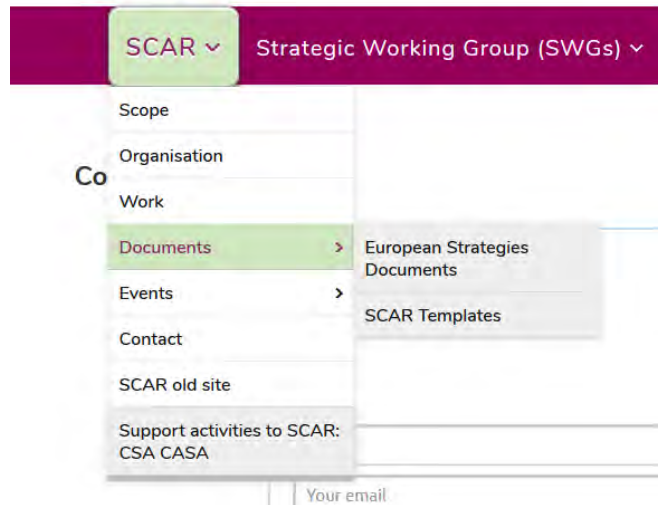 SCAR
Strategic Working Group (SWGs)
Scope
Organisation
Co
Work
Documents
European Strategies
Documents
Events
SCAR Templates
Contact
SCAR old site
Support activities to SCAR:
CSA CASA
Your email